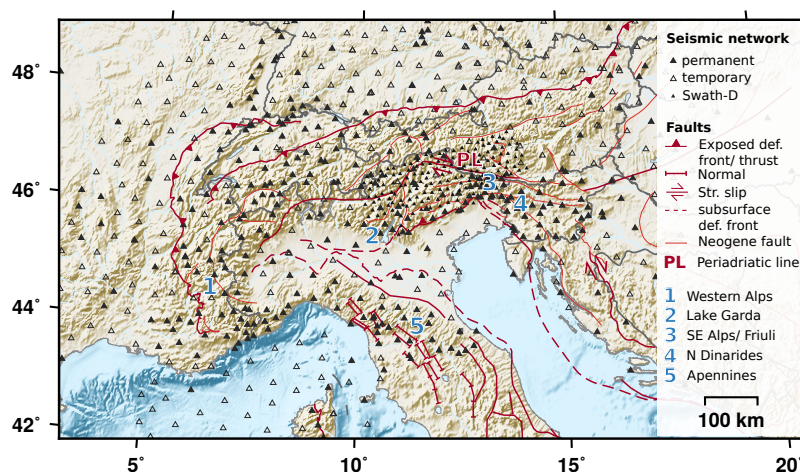 Seismic network
permanent
temporary
Swath-D
Faults
Exposed def.
front/ thrust
Normal
Str. slip
subsurface
def. front
Neogene fault
PL Periadriatic line
1 Western Alps
2 Lake Garda
3 SE Alps/ Friuli
4 N Dinarides
5 Apennines
100 km
48°
46°
44°
42°
5°
10°
15°
20°
PL
3
4
2
1
5